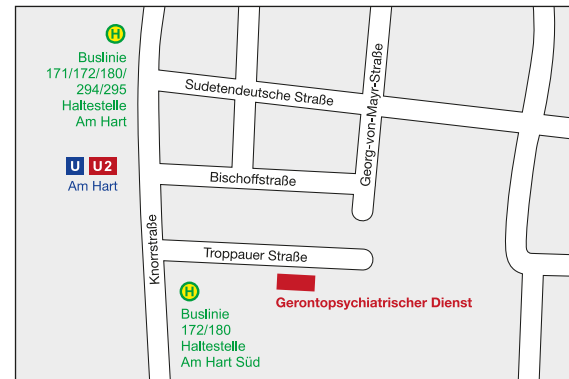 H
Buslinie
171/172/180/
294/295
Haltestelle
Am Hart
U U2
Am Hart
Sudetendeutsche Straße
Georg-von-Mayr-Straße
Bischoffstraße
Knorrstraße
Troppauer Straße
H
Buslinie
172/180
Haltestelle
Am Hart Süd
Gerontopsychiatrischer Dienst